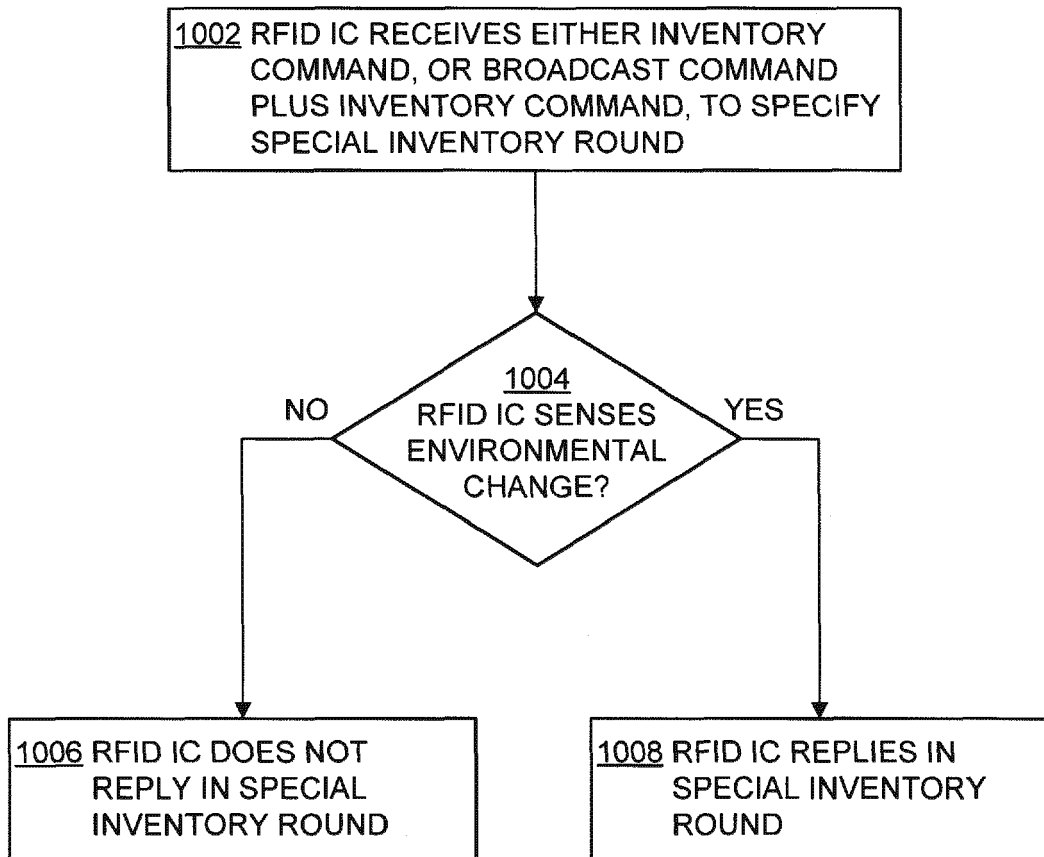 1002 RFID IC RECEIVES EITHER INVENTORY
COMMAND, OR BROADCAST COMMAND
PLUS INVENTORY COMMAND, TO SPECIFY
SPECIAL INVENTORY ROUND
1004
RFID IC SENSES
ENVIRONMENTAL
CHANGE?
NO
YES
1006 RFID IC DOES NOT
REPLY IN SPECIAL
INVENTORY ROUND
1008 RFID IC REPLIES IN
SPECIAL INVENTORY
ROUND